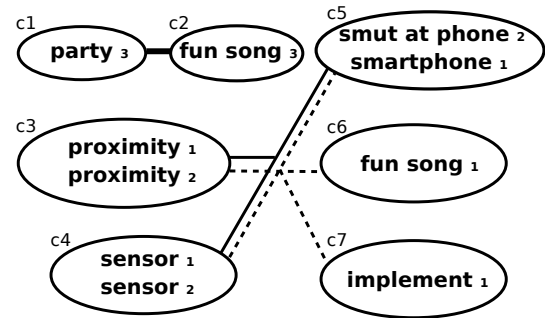 c1
party 3
c2
fun song 3
c5
smut at phone 2
smartphone 1
c3
proximity 1
proximity 2
c6
fun song 1
c4
sensor 1
sensor 2
c7
implement 1